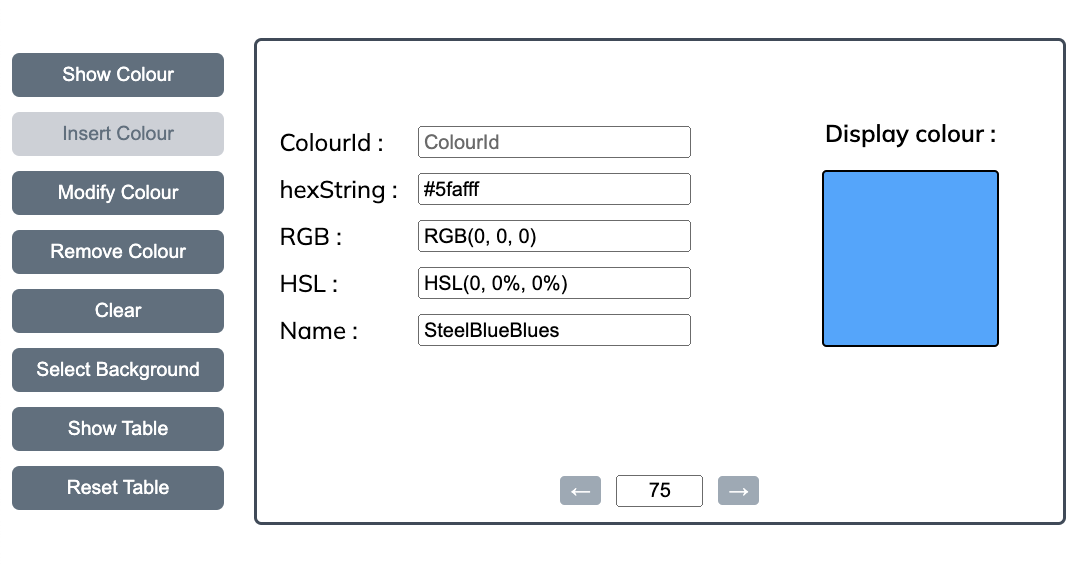 Show Colour
Insert Colour
Modify Colour
Remove Colour
Clear
Select Background
Show Table
Reset Table
ColourId : ColourId
hexString : #5fafff
RGB : RGB(0, 0, 0)
HSL : HSL(0, 0%, 0%)
Name : SteelBlueBlues
Display colour :
← 75 →